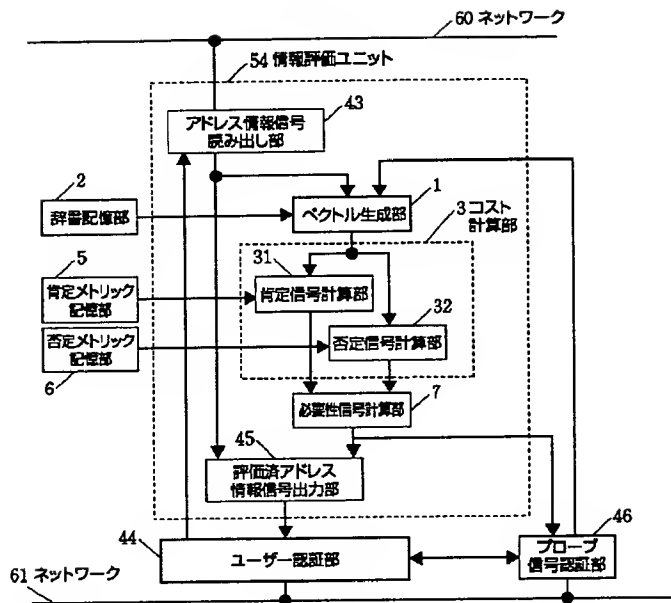 60 ネットワーク
54 情報評価ユニット
43
アドレス情報信号
読み出し部
2
辞書記憶部
1
ベクトル生成部
3 コスト
計算部
5
肯定メトリック
記憶部
31
肯定信号計算部
32
否定信号計算部
否定メトリック
記憶部
6
7
必要性信号計算部
45
評価済アドレス
情報信号出力部
44
ユーザー認証部
46
プローブ
信号認証部
61 ネットワーク